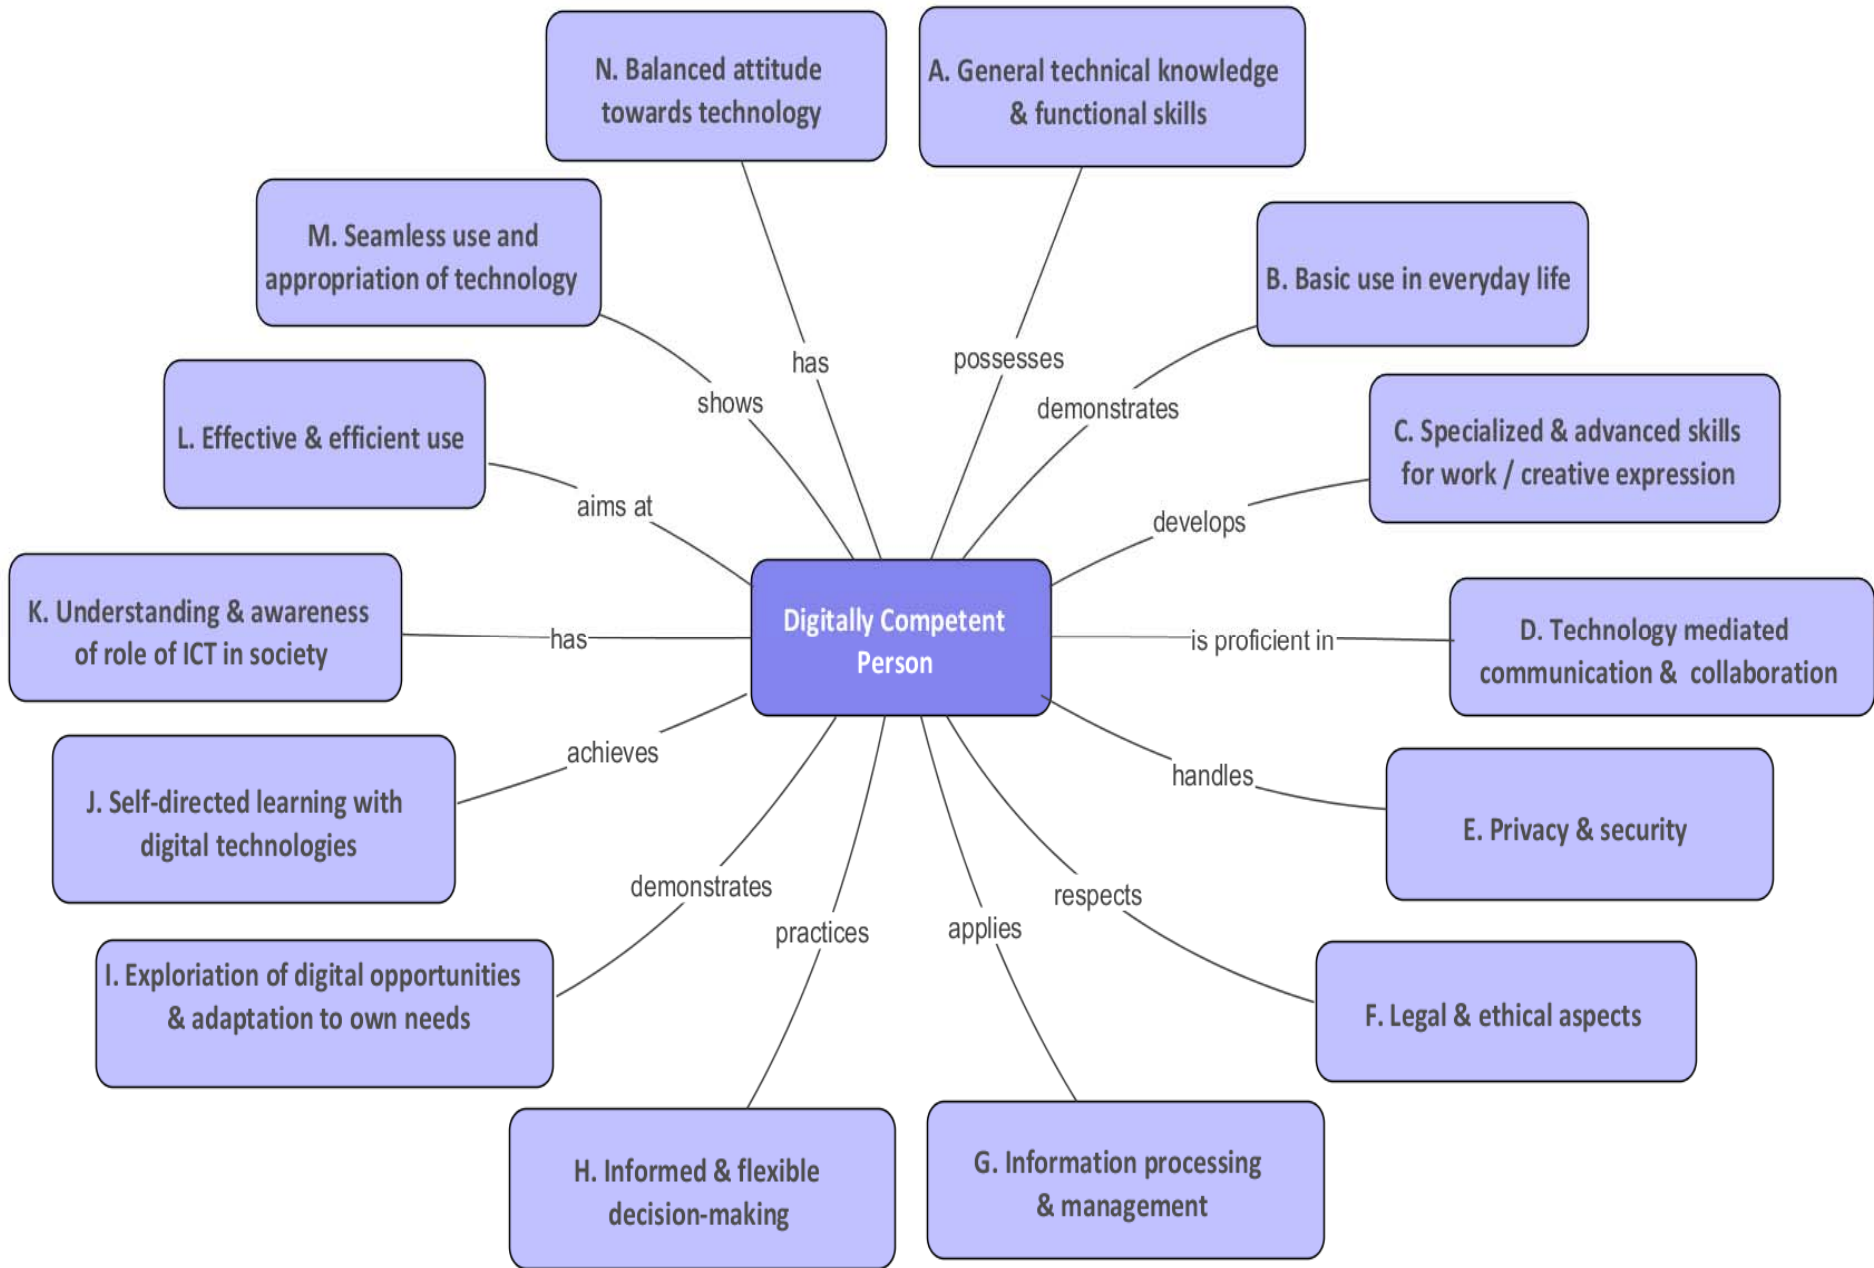 N. Balanced attitude
towards technology
A. General technical knowledge
& functional skills
M. Seamless use and
appropriation of technology
B. Basic use in everyday life
has
possesses
shows
demonstrates
L. Effective & efficient use
C. Specialized & advanced skills
for work / creative expression
aims at
develops
K. Understanding & awareness
of role of ICT in society
has
Digitally Competent
Person
is proficient in
D. Technology mediated
communication & collaboration
achieves
handles
J. Self-directed learning with
digital technologies
E. Privacy & security
demonstrates
respects
practices
applies
I. Exploriation of digital opportunities
& adaptation to own needs
F. Legal & ethical aspects
H. Informed & flexible
decision-making
G. Information processing
& management